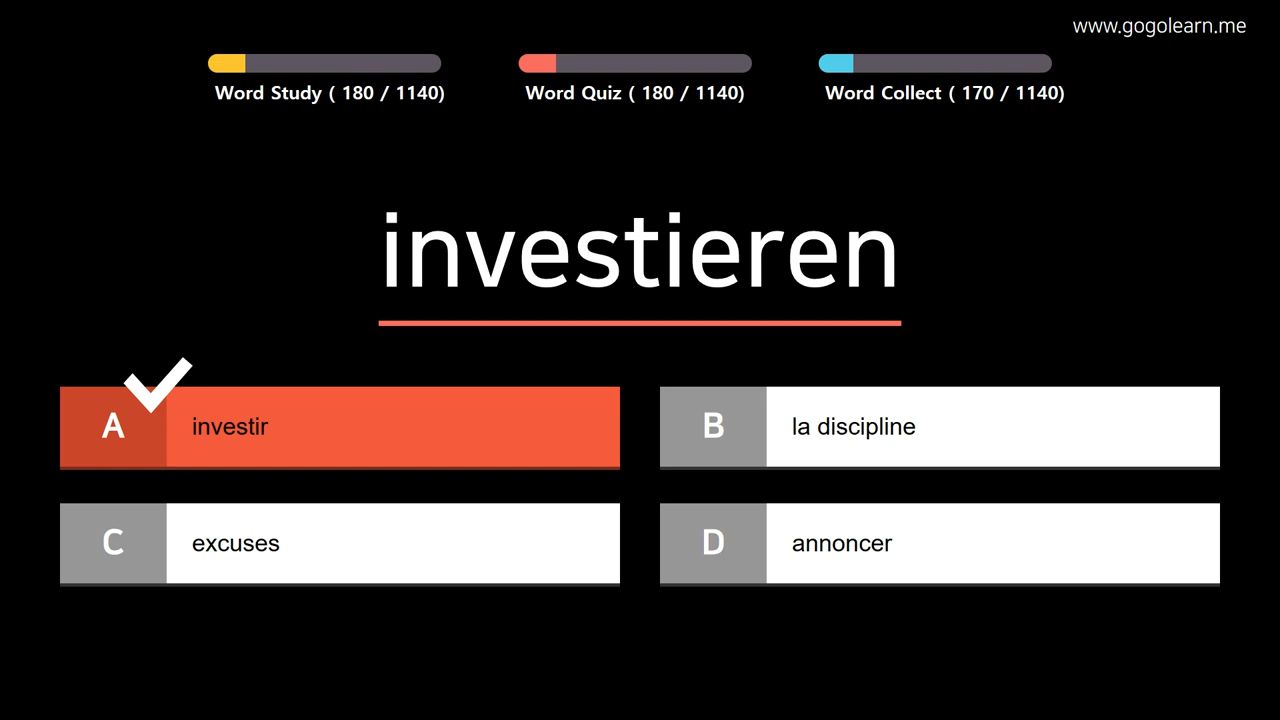 www.gogolearn.me
Word Study ( 180 / 1140)
Word Quiz ( 180 / 1140)
Word Collect ( 170 / 1140)
investieren
A investir
B la discipline
C excuses
D annoncer